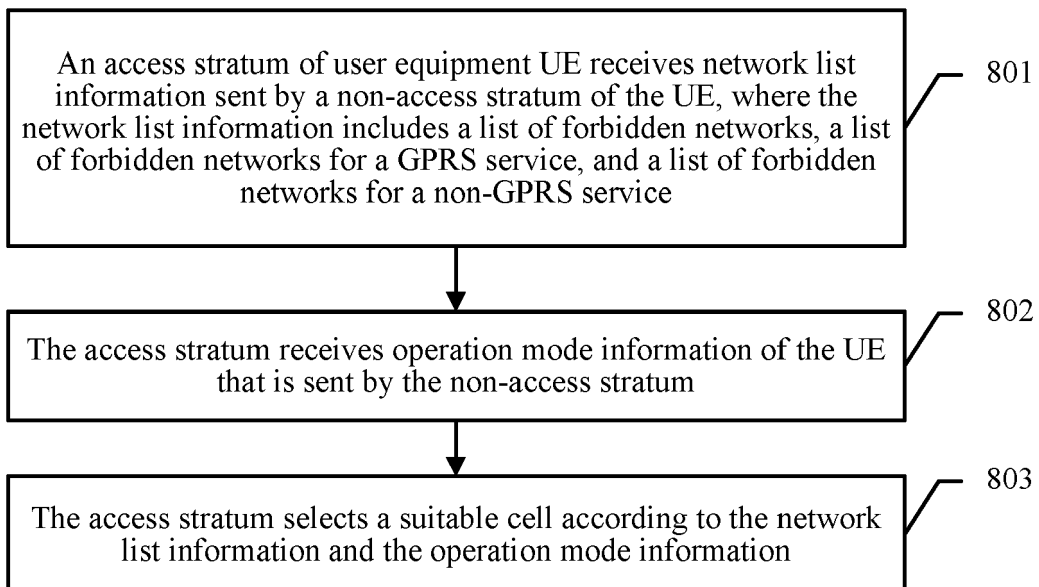 An access stratum of user equipment UE receives network list
information sent by a non-access stratum of the UE, where the
network list information includes a list of forbidden networks, a list
of forbidden networks for a GPRS service, and a list of forbidden
networks for a non-GPRS service
801
The access stratum receives operation mode information of the UE
that is sent by the non-access stratum
802
The access stratum selects a suitable cell according to the network
list information and the operation mode information
803